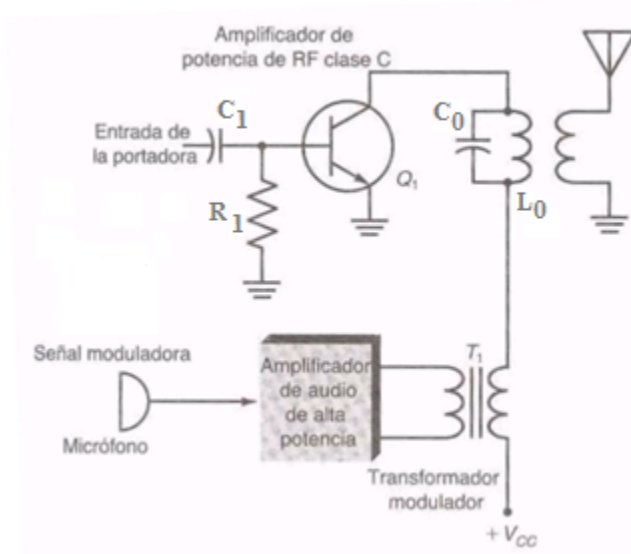 Amplificador de
potencia de RF clase C
C1
C0
Entrada de
la portadora
Q1
R1
L0
Señal moduladora
T1
Amplificador
de audio
de alta
potencia
Micrófono
Transformador
modulador
+VCC